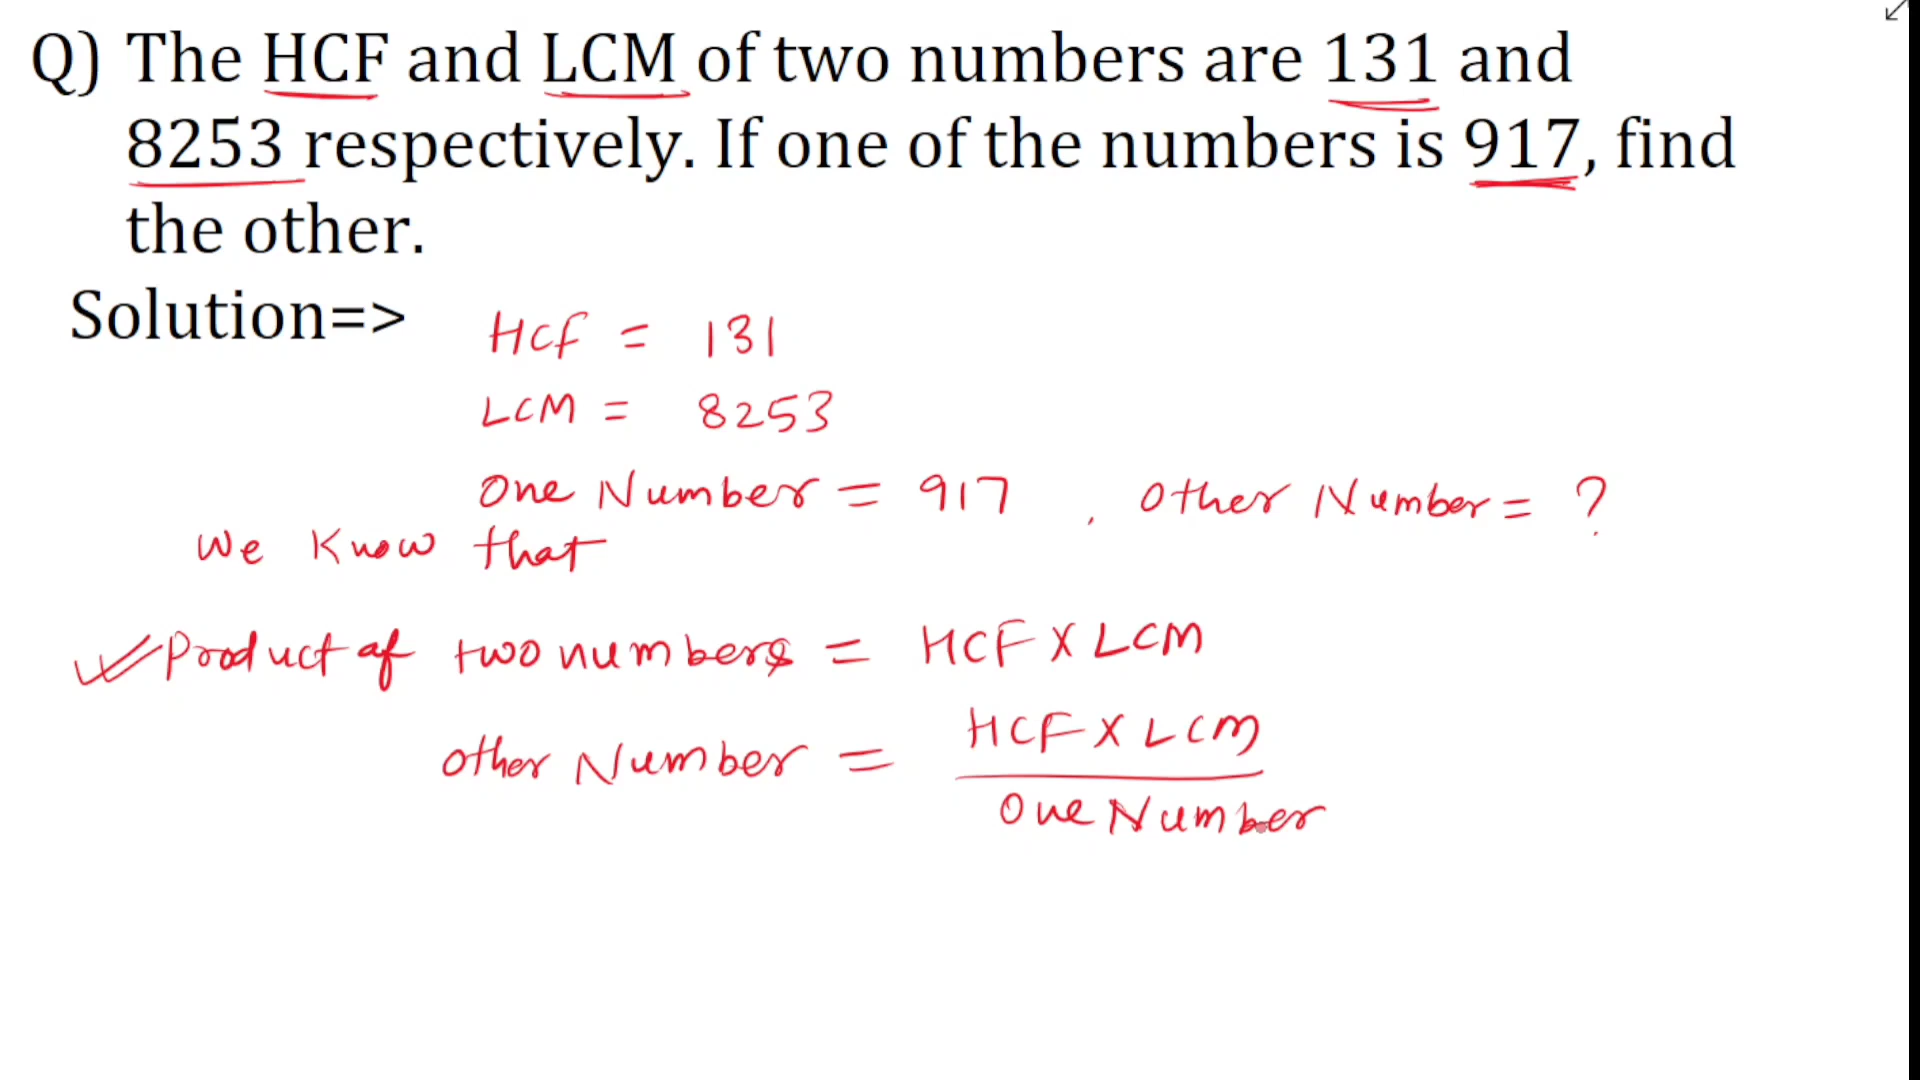 Q) The HCF and LCM of two numbers are 131 and
8253 respectively. If one of the numbers is 917, find
the other.
Solution=>
HCF = 131
LCM = 8253
One Number = 917 , Other Number = ?
We Know that
Product of two numbers = HCF X LCM
Other Number = HCF X LCM
One Number